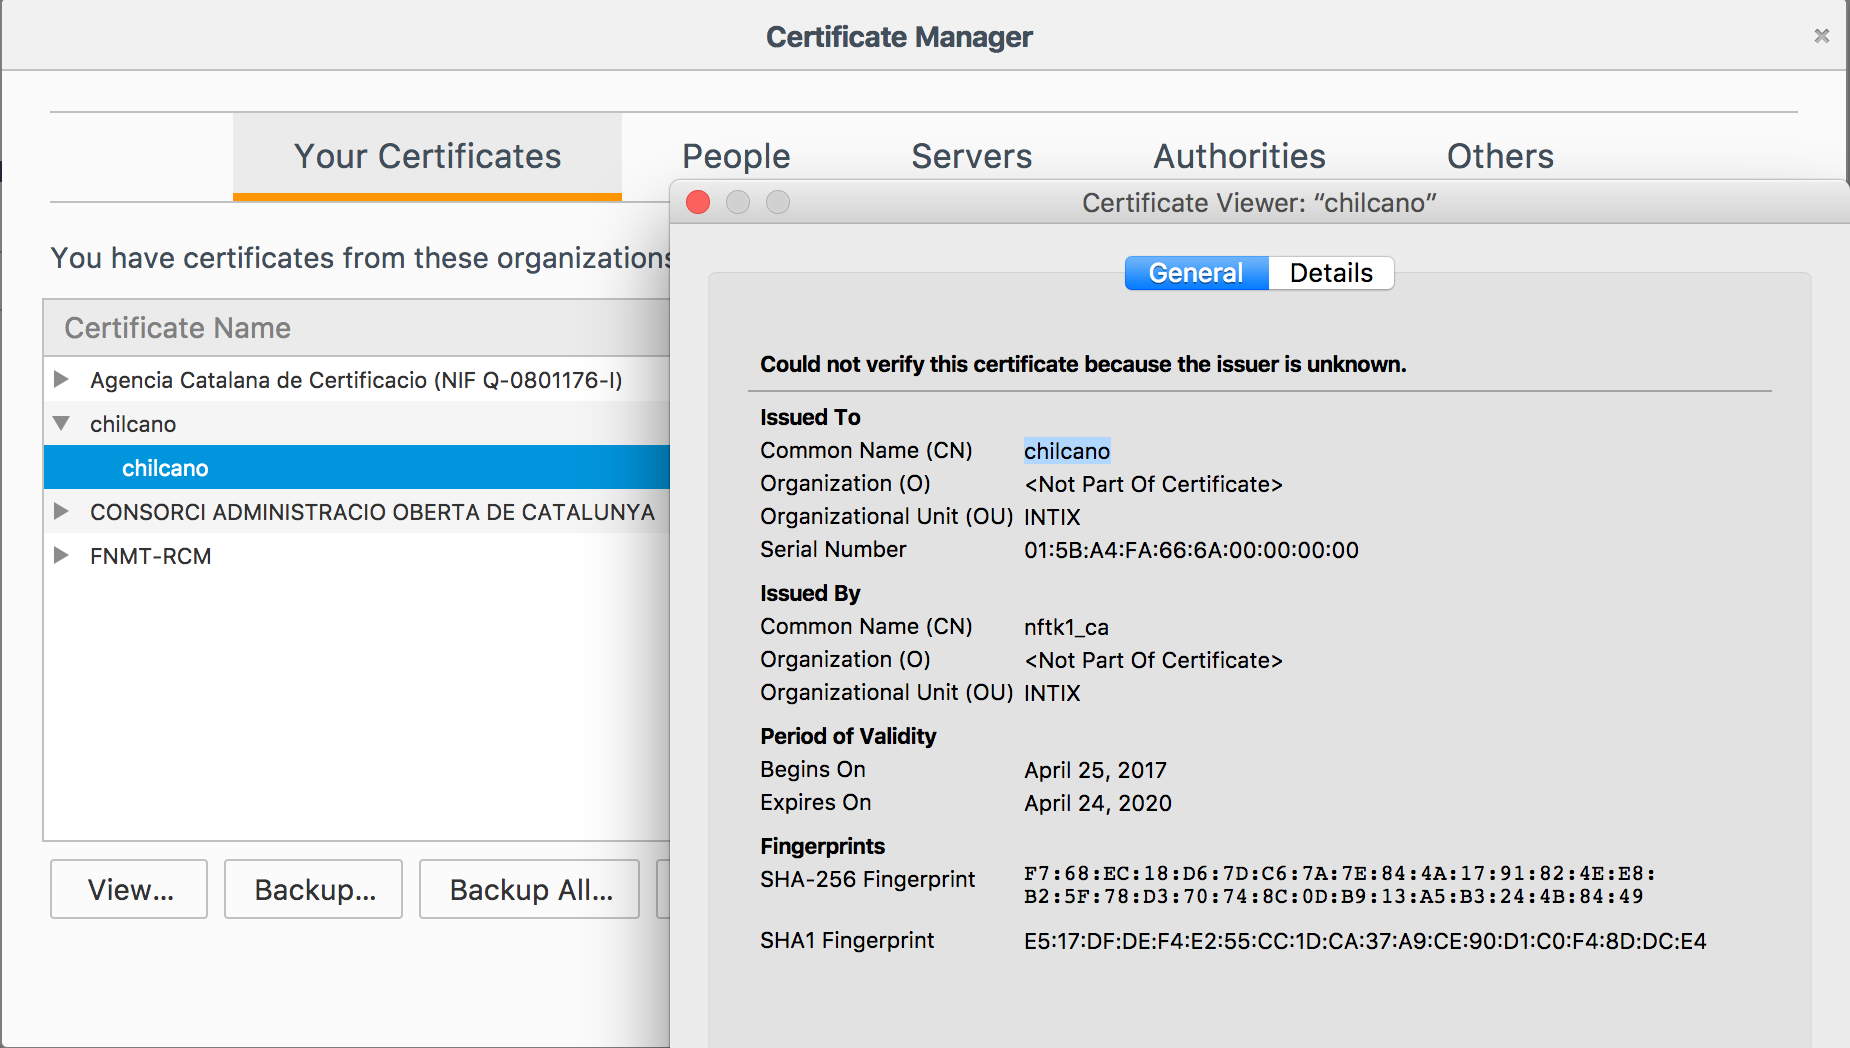 Certificate Manager
Your Certificates People Servers Authorities Others
Certificate Viewer: “chilcano”
You have certificates from these organizations
Certificate Name
Agencia Catalana de Certificacio (NIF Q-0801176-I)
chilcano
chilcano
CONSORCI ADMINISTRACIO OBERTA DE CATALUNYA
FNMT-RCM
View...
Backup...
Backup All...
General Details
Could not verify this certificate because the issuer is unknown.
Issued To
Common Name (CN) chilcano
Organization (O) <Not Part Of Certificate>
Organizational Unit (OU) INTIX
Serial Number 01:5B:A4:FA:66:6A:00:00:00:00
Issued By
Common Name (CN) nftk1_ca
Organization (O) <Not Part Of Certificate>
Organizational Unit (OU) INTIX
Period of Validity
Begins On April 25, 2017
Expires On April 24, 2020
Fingerprints
SHA-256 Fingerprint F7:68:EC:18:D6:7D:C6:7A:7E:84:4A:17:91:82:4E:E8:
B2:5F:78:D3:70:74:8C:0D:B9:13:A5:B3:24:4B:84:49
SHA1 Fingerprint E5:17:DF:DE:F4:E2:55:CC:1D:CA:37:A9:CE:90:D1:C0:F4:8D:DC:E4